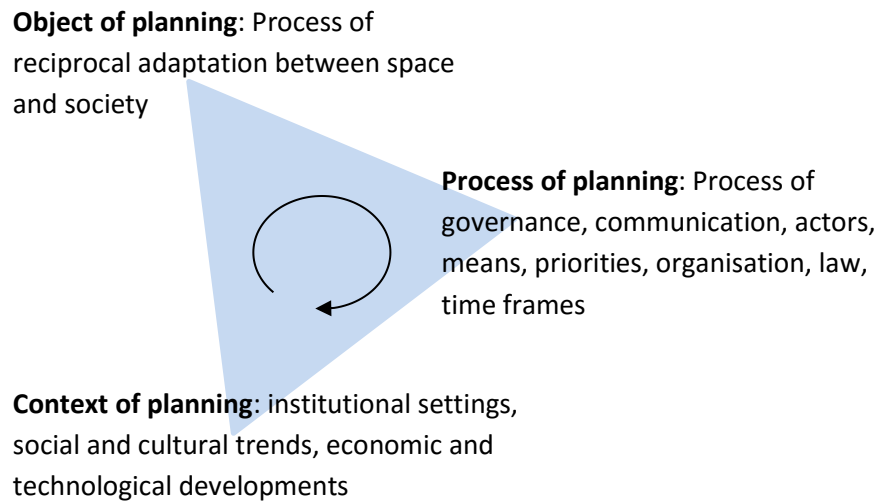 Object of planning: Process of
reciprocal adaptation between space
and society
Process of planning: Process of
governance, communication, actors,
means, priorities, organisation, law,
time frames
Context of planning: institutional settings,
social and cultural trends, economic and
technological developments